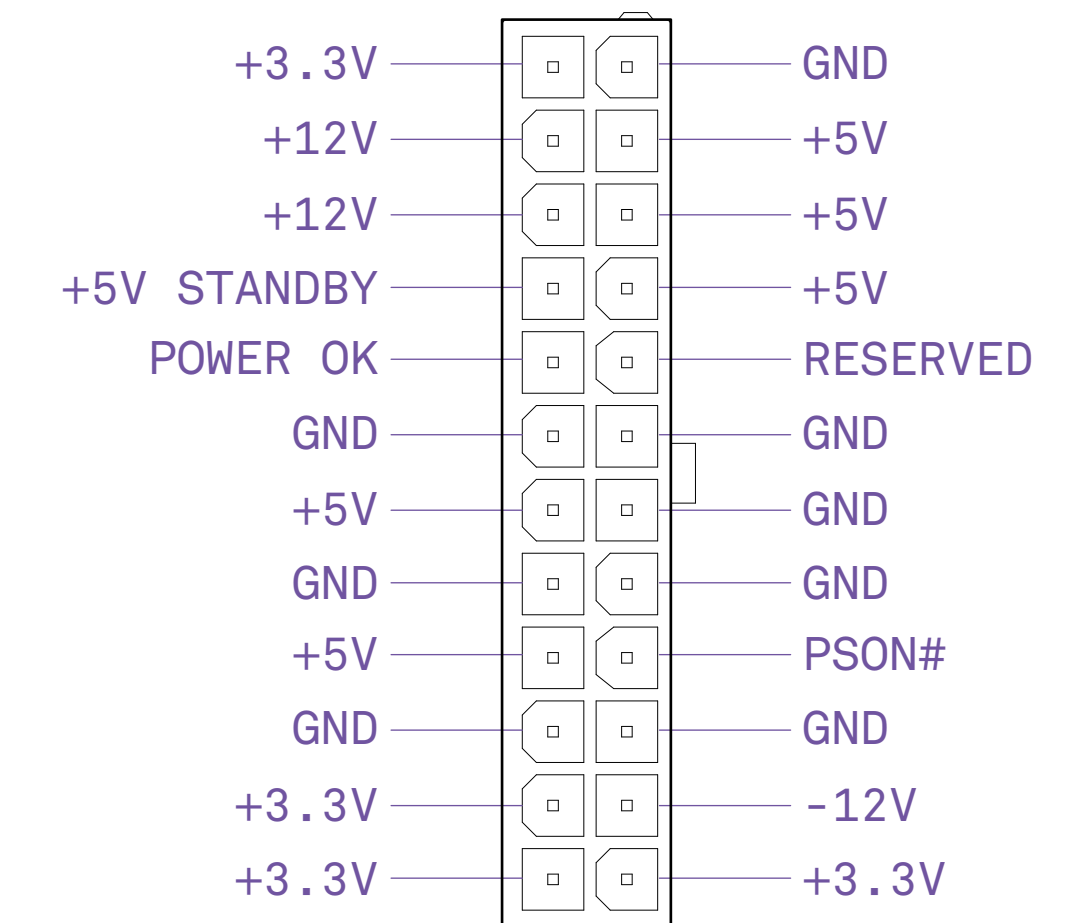 +3.3V GND
+12V +5V
+12V +5V
+5V STANDBY +5V
POWER OK RESERVED
GND GND
+5V GND
GND GND
+5V PSON#
GND GND
+3.3V -12V
+3.3V +3.3V